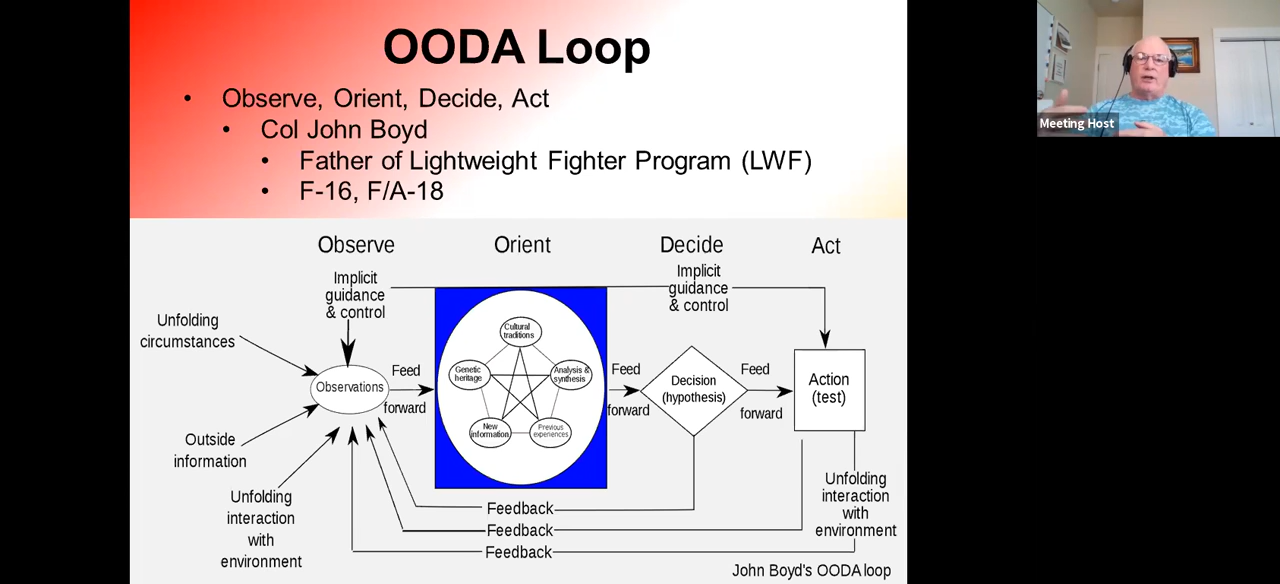 OODA Loop
• Observe, Orient, Decide, Act
• Col John Boyd
• Father of Lightweight Fighter Program (LWF)
• F-16, F/A-18
Meeting Host
Observe
Orient
Decide
Act
Implicit
guidance
& control
Implicit
guidance
& control
Unfolding
circumstances
Observations
Outside
information
Unfolding
interaction
with
environment
Feed
forward
Cultural
traditions
Genetic
heritage
Analysis &
synthesis
New
information
Previous
experiences
Feed
forward
Decision
(hypothesis)
Feed
forward
Action
(test)
Unfolding
interaction
with
environment
Feedback
Feedback
Feedback
John Boyd's OODA loop